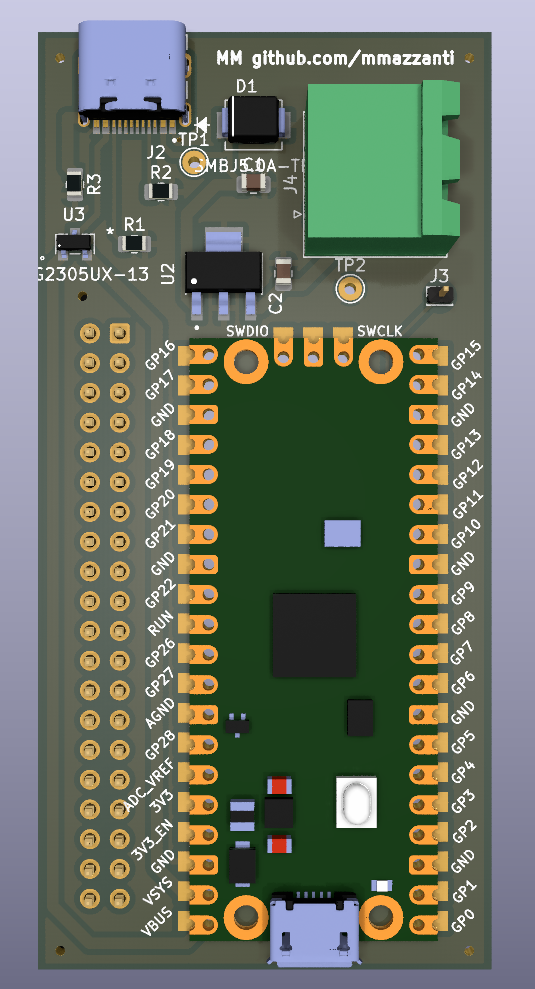 MM github.com/mmazzanti
D1
J2
TP1
SMBJ5.0A-T
C1
J4
R3
R2
U3
* R1
G2305UX-13
U2
C2
TP2
J3
SWDIO
SWCLK
GP16
GP17
GND
GP18
GP19
GP20
GP21
GND
GP22
RUN
GP26
GP27
AGND
GP28
ADC_VREF
3V3
3V3_EN
GND
VSYS
VBUS
GP15
GP14
GND
GP13
GP12
GP11
GP10
GND
GP9
GP8
GP7
GP6
GND
GP5
GP4
GP3
GP2
GND
GP1
GP0